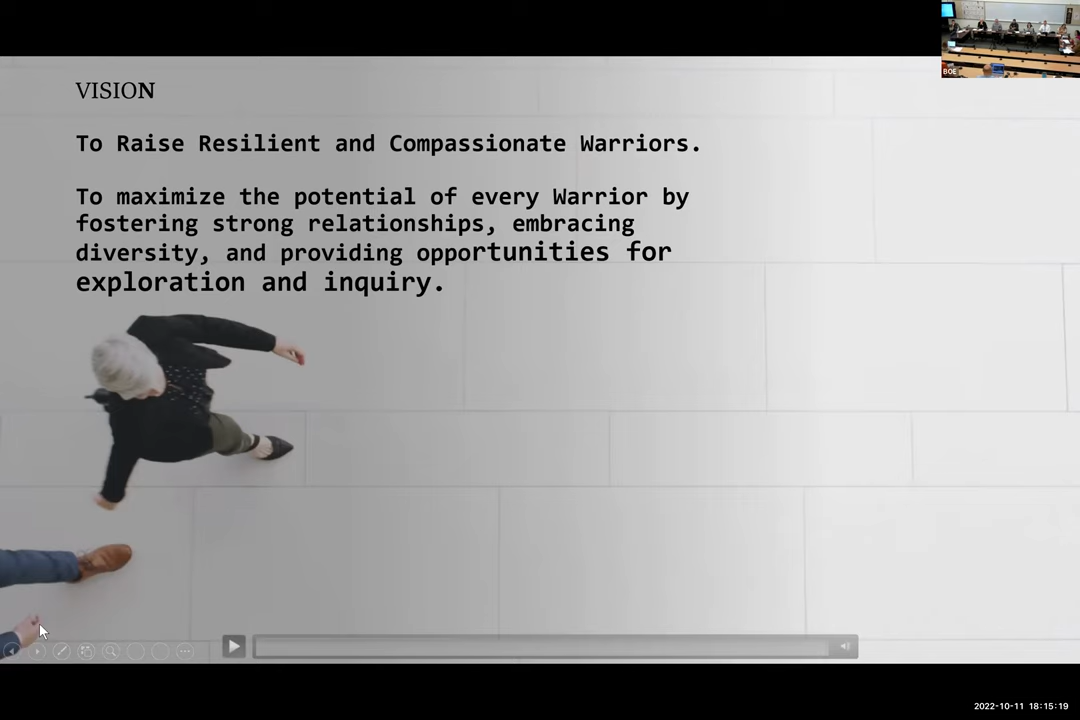 BOE
VISION
To Raise Resilient and Compassionate Warriors.
To maximize the potential of every Warrior by
fostering strong relationships, embracing
diversity, and providing opportunities for
exploration and inquiry.
2022-10-11 18:15:19